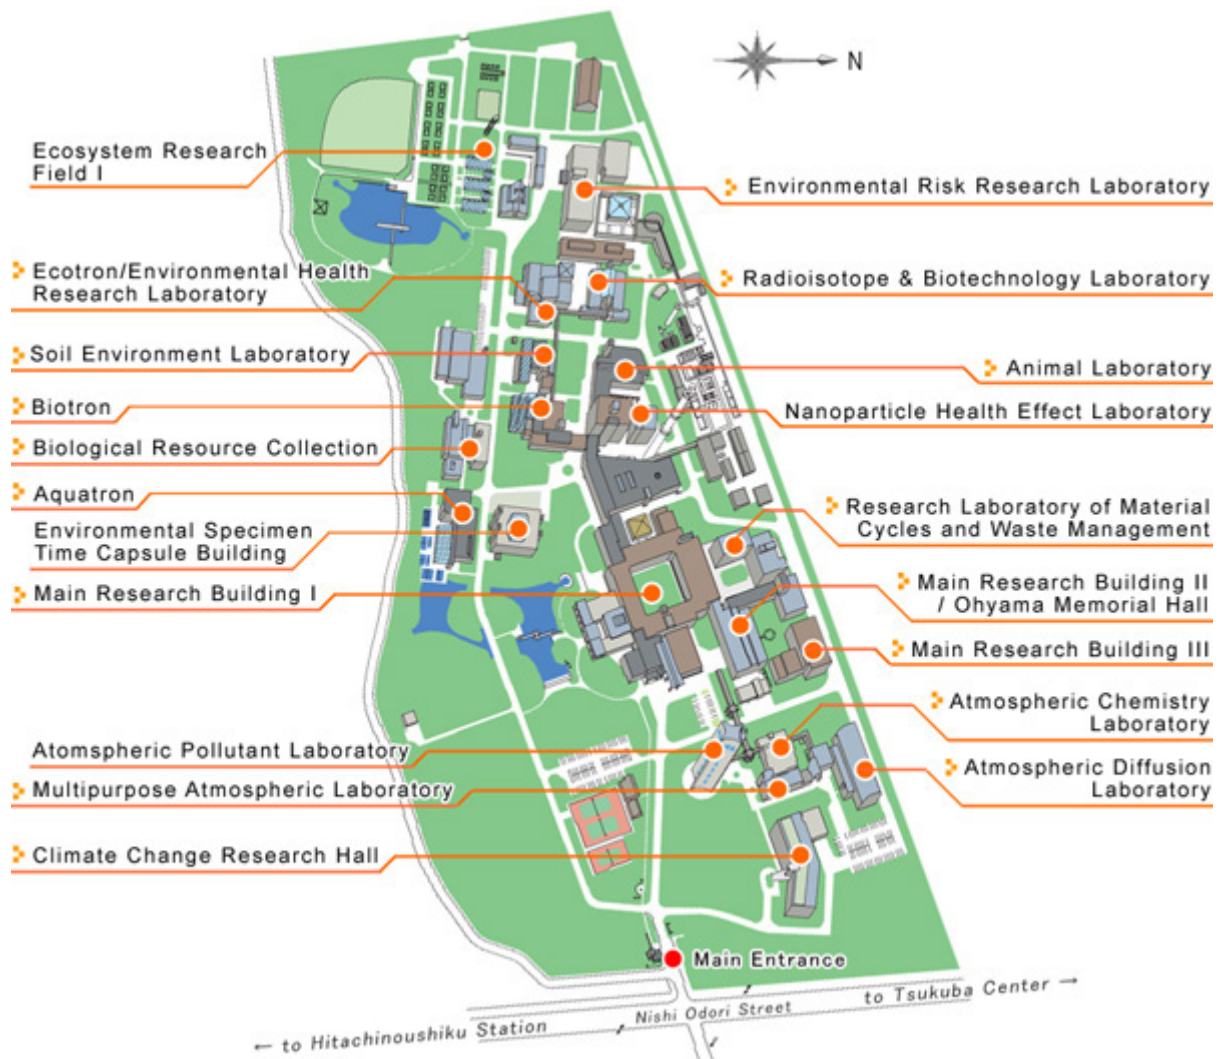 N
Ecosystem Research
Field I
Environmental Risk Research Laboratory
Ecotron/Environmental Health
Research Laboratory
Radioisotope & Biotechnology Laboratory
Soil Environment Laboratory
Animal Laboratory
Biotron
Nanoparticle Health Effect Laboratory
Biological Resource Collection
Aquatron
Research Laboratory of Material
Cycles and Waste Management
Environmental Specimen
Time Capsule Building
Main Research Building I
Main Research Building II
/ Ohyama Memorial Hall
Main Research Building III
Atmospheric Chemistry
Laboratory
Atomspheric Pollutant Laboratory
Multipurpose Atmospheric Laboratory
Atmospheric Diffusion
Laboratory
Climate Change Research Hall
Main Entrance
to Tsukuba Center →
Nishi Odori Street
← to Hitachinoushiku Station